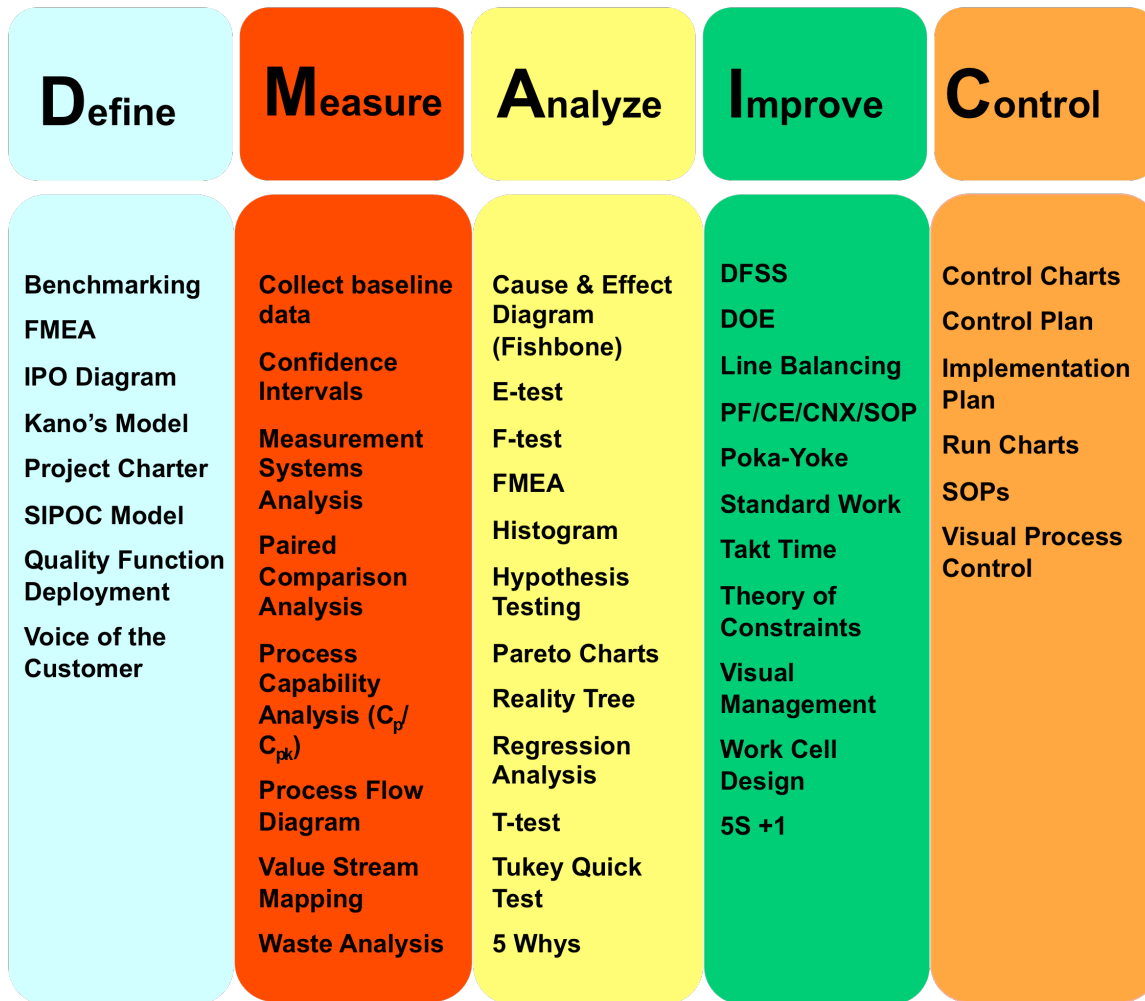 Define
Measure
Analyze
Improve
Control
Benchmarking
FMEA
IPO Diagram
Kano’s Model
Project Charter
SIPOC Model
Quality Function
Deployment
Voice of the
Customer
Collect baseline
data
Confidence
Intervals
Measurement
Systems
Analysis
Paired
Comparison
Analysis
Process
Capability
Analysis (Cp/
Cpk)
Process Flow
Diagram
Value Stream
Mapping
Waste Analysis
Cause & Effect
Diagram
(Fishbone)
E-test
F-test
FMEA
Histogram
Hypothesis
Testing
Pareto Charts
Reality Tree
Regression
Analysis
T-test
Tukey Quick
Test
5 Whys
DFSS
DOE
Line Balancing
PF/CE/CNX/SOP
Poka-Yoke
Standard Work
Takt Time
Theory of
Constraints
Visual
Management
Work Cell
Design
5S +1
Control Charts
Control Plan
Implementation
Plan
Run Charts
SOPs
Visual Process
Control